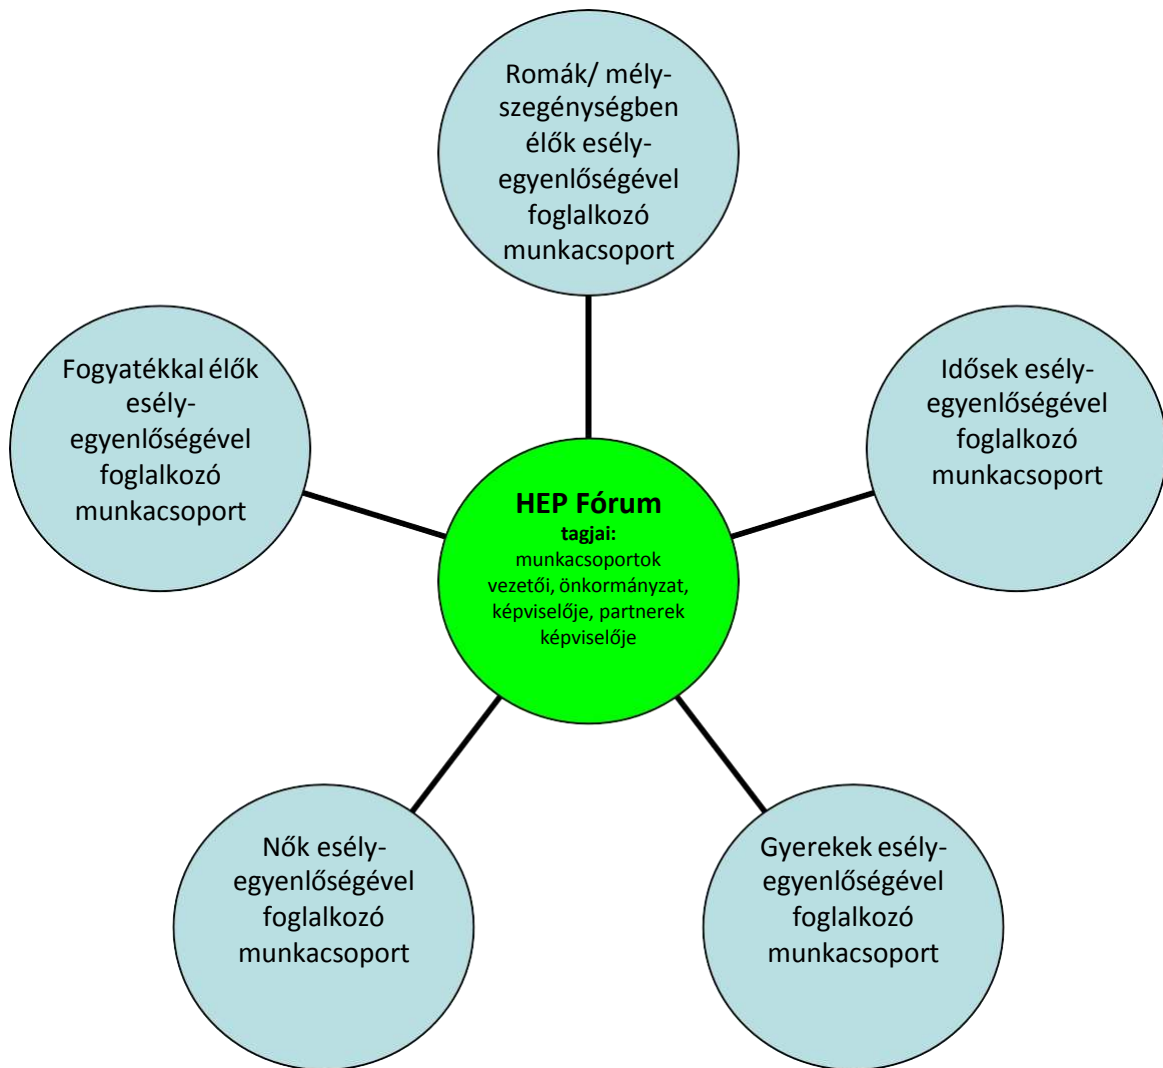 Romák/ mély-
szegénységben
élők esély-
egyenlőségével
foglalkozó
munkacsoport
Fogyatékkal élők
esély-
egyenlőségével
foglalkozó
munkacsoport
Idősek esély-
egyenlőségével
foglalkozó
munkacsoport
HEP Fórum
tagjai:
munkacsoportok
vezetői, önkormányzat,
képviselője, partnerek
képviselője
Nők esély-
egyenlőségével
foglalkozó
munkacsoport
Gyerekek esély-
egyenlőségével
foglalkozó
munkacsoport